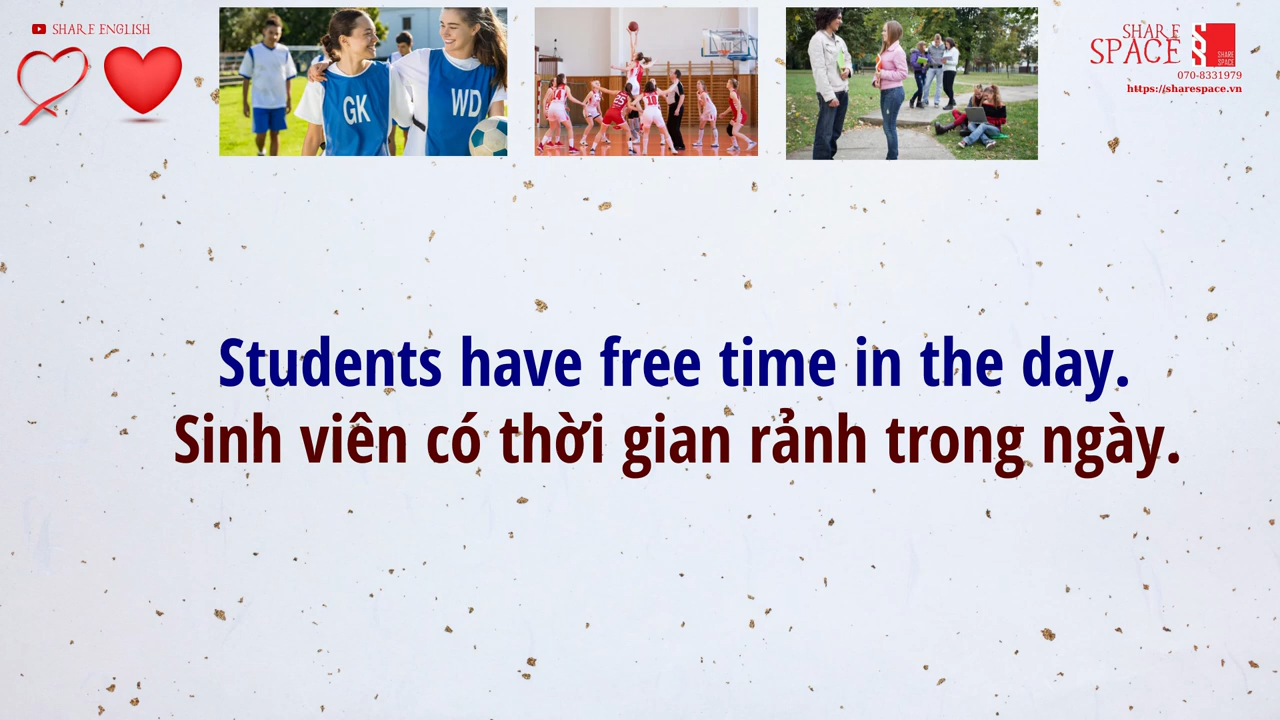 SHARE ENGLISH
GK
WD
SHARE
SPACE
SHARE
SPACE
070-8331979
https://sharespace.vn
Students have free time in the day.
Sinh viên có thời gian rảnh trong ngày.